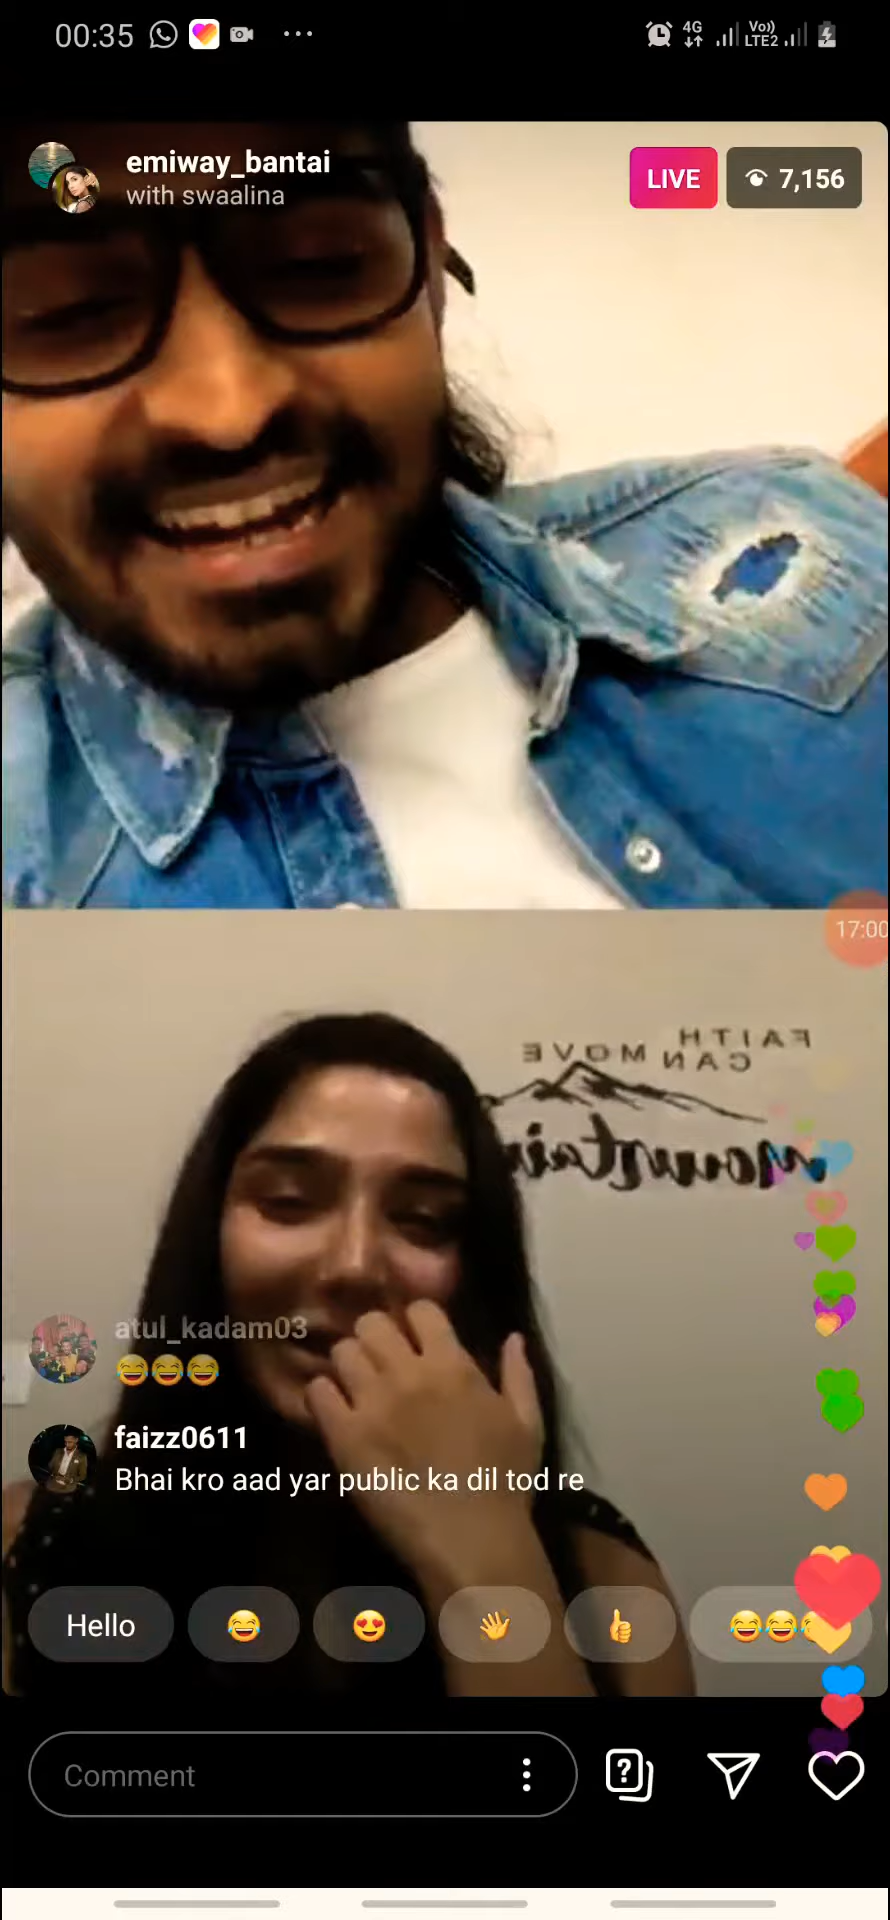 00:35
4G
Vo))
LTE2
emiway_bantai
with swaalina
LIVE
7,156
17:00
FAITH
CAN MOVE
mountain
atul_kadam03
😂😂😂
faizz0611
Bhai kro aad yar public ka dil tod re
Hello
😂
😍
👋
👍
😂😂😂
Comment